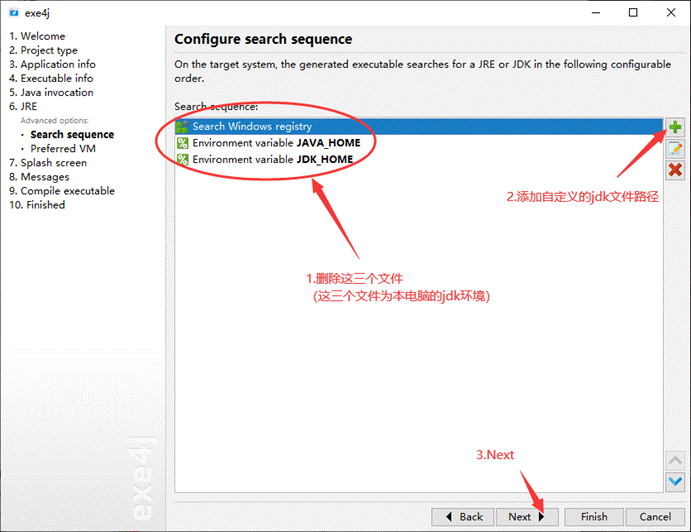 exe4j
1. Welcome
2. Project type
3. Application info
4. Executable info
5. Java invocation
6. JRE
Advanced options:
• Search sequence
• Preferred VM
7. Splash screen
8. Messages
9. Compile executable
10. Finished
exe4j
Configure search sequence
On the target system, the generated executable searches for a JRE or JDK in the following configurable
order.
Search sequence:
Search Windows registry
Environment variable JAVA_HOME
Environment variable JDK_HOME
2.添加自定义的jdk文件路径
1.删除这三个文件
(这三个文件为本电脑的jdk环境)
3.Next
Back
Next
Finish
Cancel